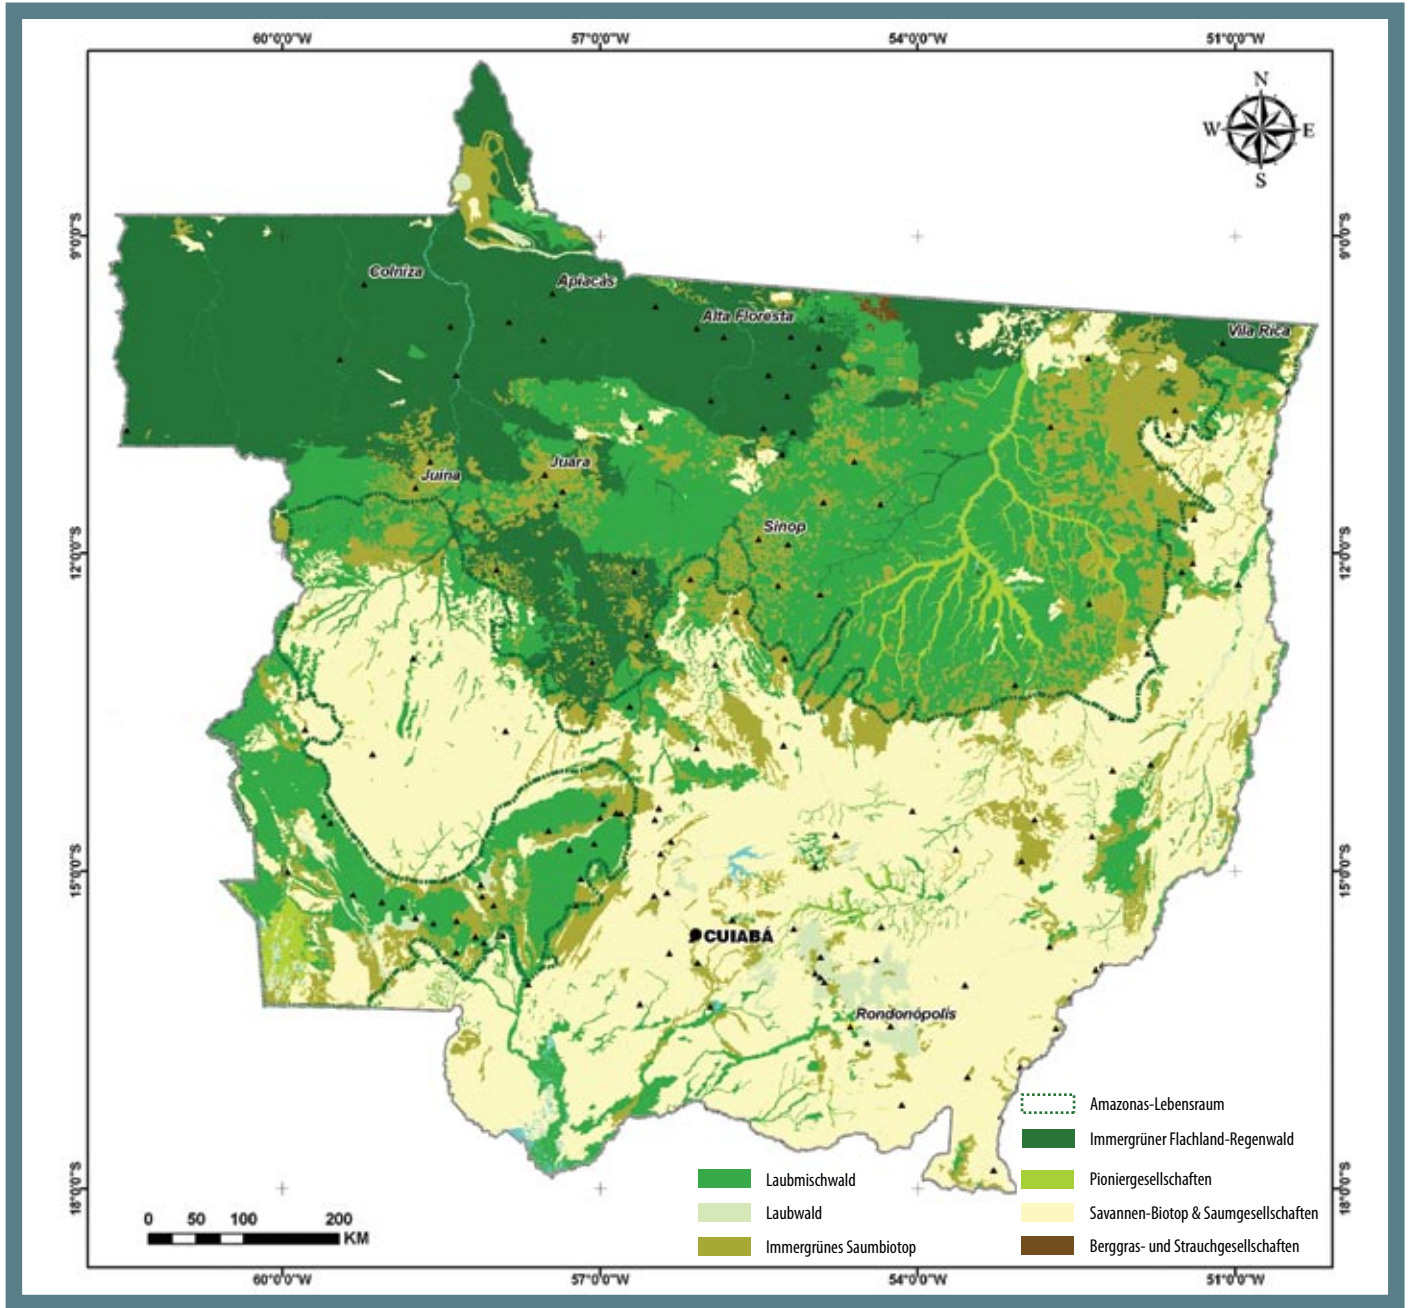 60°0'0"W 57°0'0"W 54°0'0"W 51°0'0"W
N
W E
S
9°0'0"S 9°0'0"S
Colniza
Apiacás
Alta Floresta
Vila Rica
Juara
Juína
Sinop
12°0'0"S 12°0'0"S
15°0'0"S 15°0'0"S
CUIABÁ
Rondonópolis
Amazonas-Lebensraum
Immergrüner Flachland-Regenwald
Laubmischwald
Pioniergesellschaften
Laubwald
Savannen-Biotop & Saumgesellschaften
Immergrünes Saumbiotop
Berggras- und Strauchgesellschaften
18°0'0"S 18°0'0"S
0 50 100 200
KM
60°0'0"W 57°0'0"W 54°0'0"W 51°0'0"W